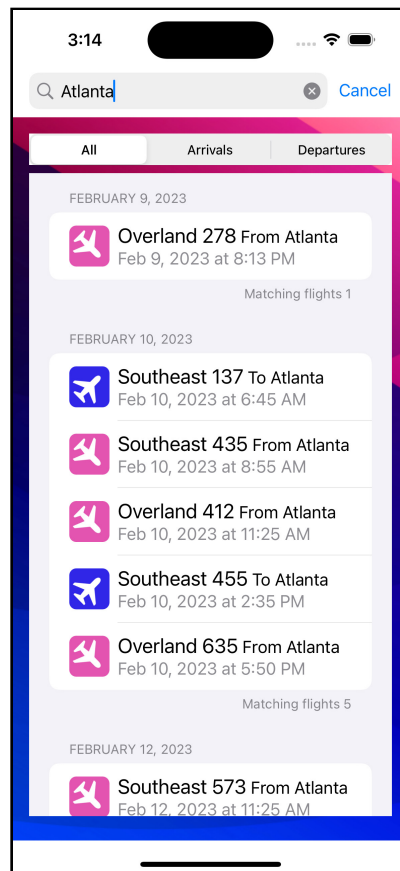 3:14
Atlanta
Cancel
All Arrivals Departures
FEBRUARY 9, 2023
Overland 278 From Atlanta
Feb 9, 2023 at 8:13 PM
Matching flights 1
FEBRUARY 10, 2023
Southeast 137 To Atlanta
Feb 10, 2023 at 6:45 AM
Southeast 435 From Atlanta
Feb 10, 2023 at 8:55 AM
Overland 412 From Atlanta
Feb 10, 2023 at 11:25 AM
Southeast 455 To Atlanta
Feb 10, 2023 at 2:35 PM
Overland 635 From Atlanta
Feb 10, 2023 at 5:50 PM
Matching flights 5
FEBRUARY 12, 2023
Southeast 573 From Atlanta
Feb 12, 2023 at 11:25 AM